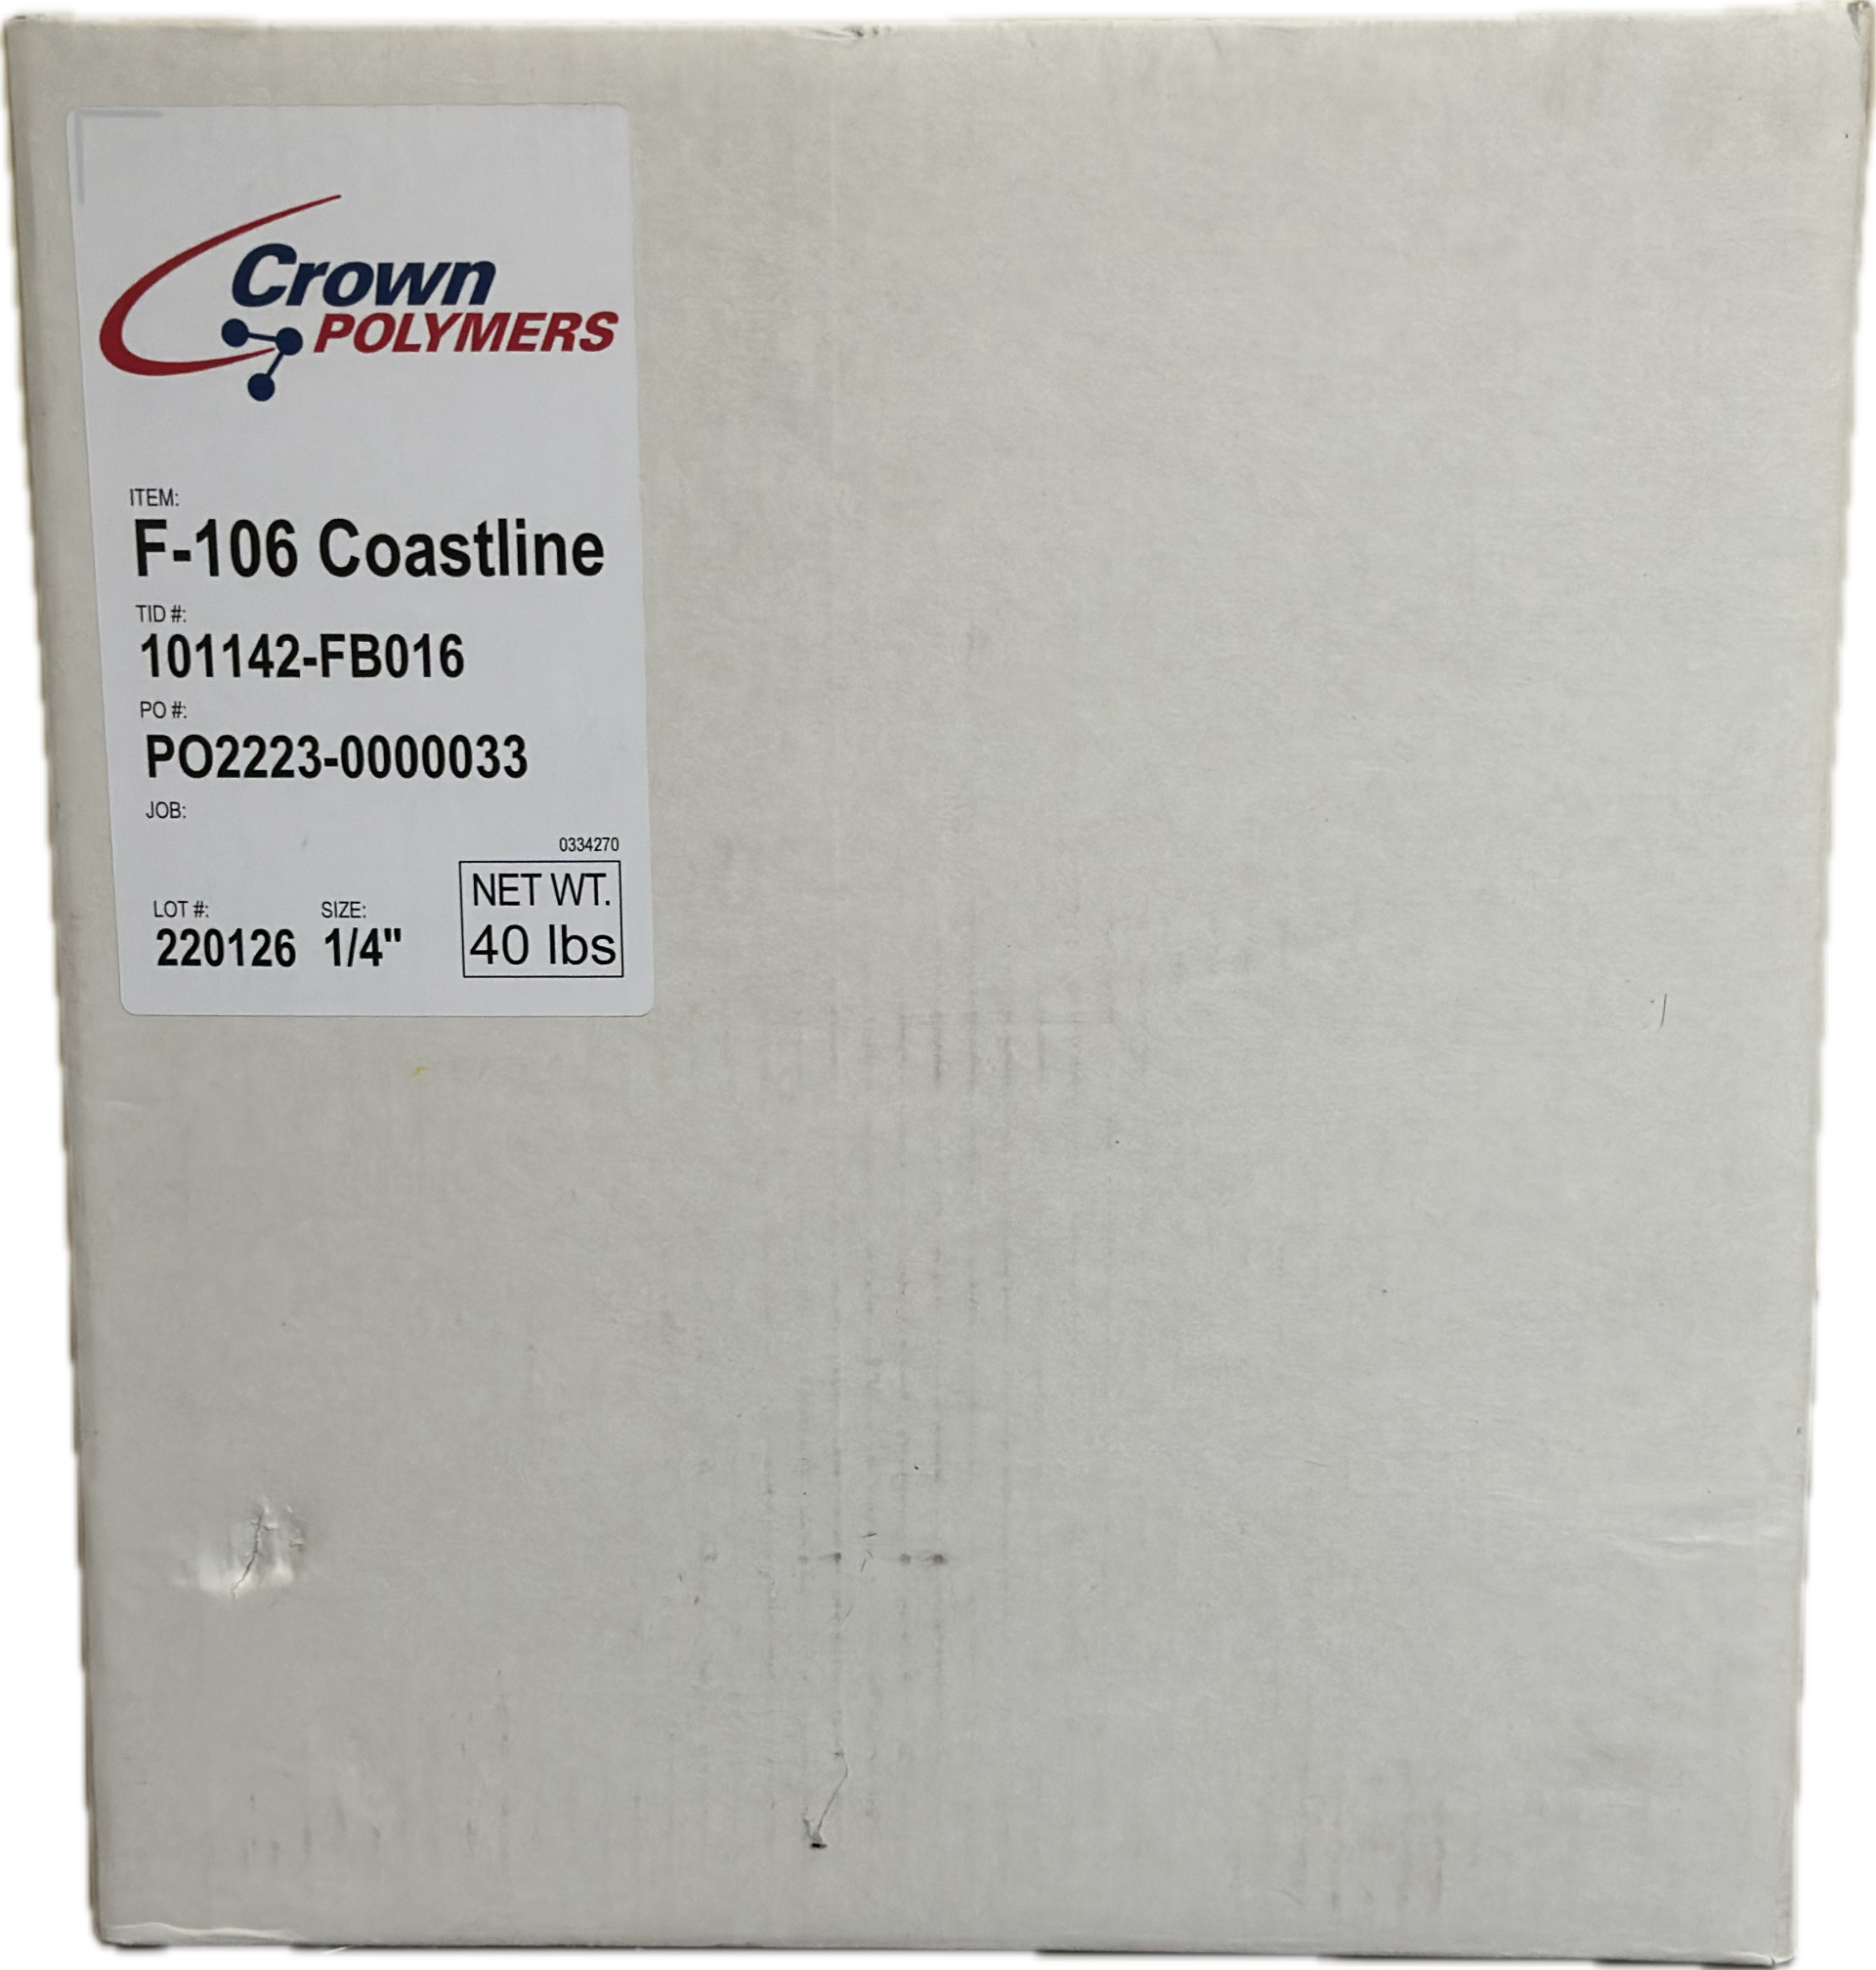 Crown
POLYMERS
ITEM:
F-106 Coastline
TID #:
101142-FB016
PO #:
PO2223-0000033
JOB:
0334270
NET WT.
40 lbs
LOT #: SIZE:
220126 1/4"